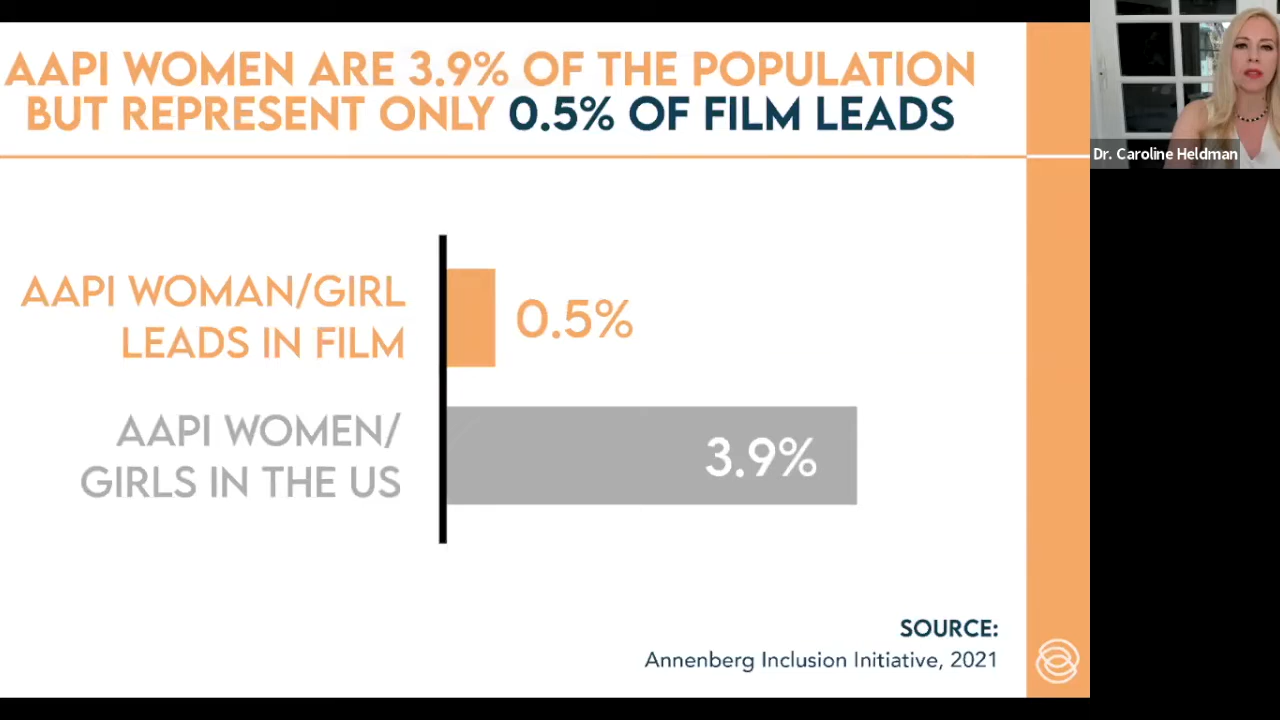 AAPI WOMEN ARE 3.9% OF THE POPULATION
BUT REPRESENT ONLY 0.5% OF FILM LEADS
Dr. Caroline Heldman
AAPI WOMAN/GIRL
LEADS IN FILM
0.5%
AAPI WOMEN/
GIRLS IN THE US
3.9%
SOURCE:
Annenberg Inclusion Initiative, 2021